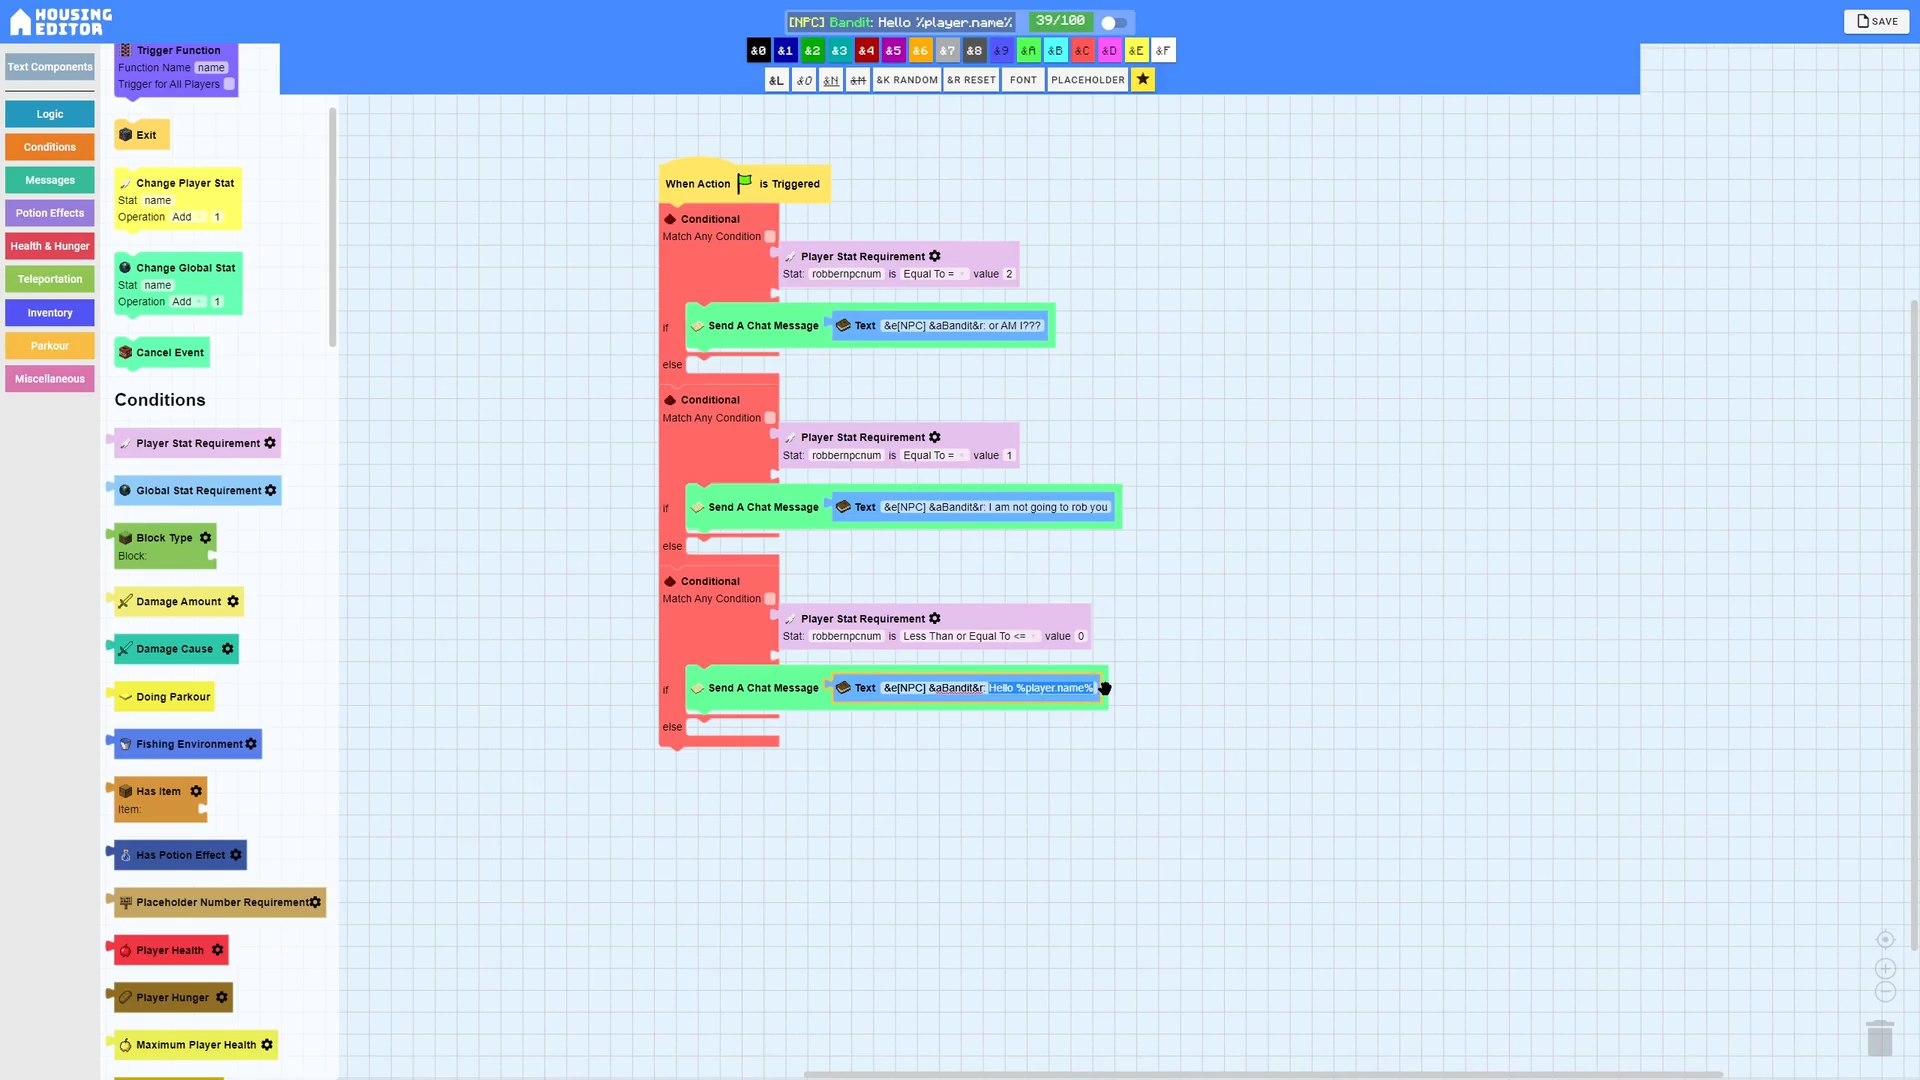 HOUSING
EDITOR
[NPC] Bandit: Hello %player.name%
39/100
SAVE
&0 &1 &2 &3 &4 &5 &6 &7 &8 &9 &A &B &C &D &E &F
&L &O &N &M &K RANDOM &R RESET FONT PLACEHOLDER
Text Components
Logic
Conditions
Messages
Potion Effects
Health & Hunger
Teleportation
Inventory
Parkour
Miscellaneous
Trigger Function
Function Name name
Trigger for All Players
Exit
Change Player Stat
Stat name
Operation Add 1
Change Global Stat
Stat name
Operation Add 1
Cancel Event
Conditions
Player Stat Requirement
Global Stat Requirement
Block Type
Block:
Damage Amount
Damage Cause
Doing Parkour
Fishing Environment
Has Item
Item:
Has Potion Effect
Placeholder Number Requirement
Player Health
Player Hunger
Maximum Player Health
When Action is Triggered
Conditional
Match Any Condition
Player Stat Requirement
Stat: robbernpcnum is Equal To = value 2
if Send A Chat Message Text &e[NPC] &aBandit&r: or AM I???
else
Conditional
Match Any Condition
Player Stat Requirement
Stat: robbernpcnum is Equal To = value 1
if Send A Chat Message Text &e[NPC] &aBandit&r: I am not going to rob you
else
Conditional
Match Any Condition
Player Stat Requirement
Stat: robbernpcnum is Less Than or Equal To <= value 0
if Send A Chat Message Text &e[NPC] &aBandit&r: Hello %player.name%
else